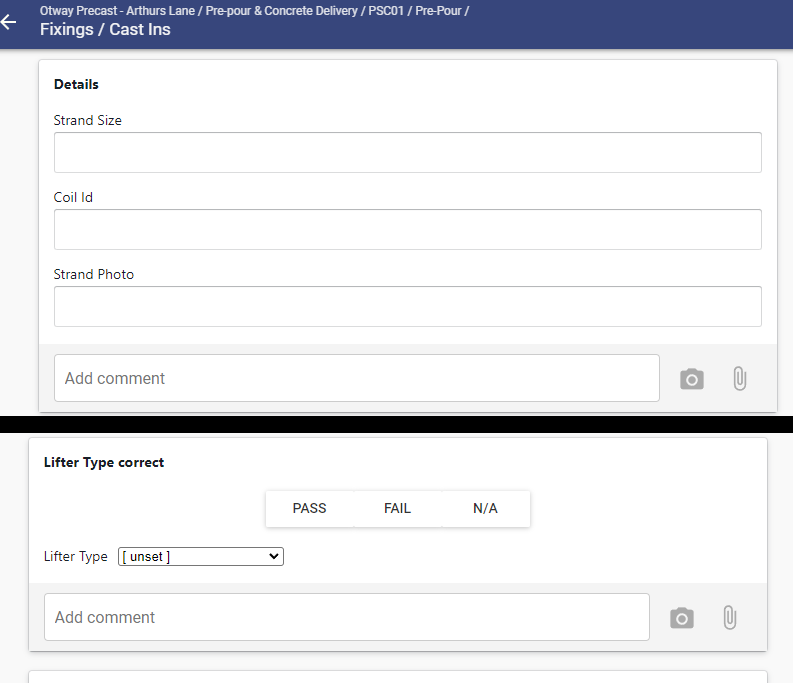 Otway Precast - Arthurs Lane / Pre-pour & Concrete Delivery / PSC01 / Pre-Pour /
Fixings / Cast Ins
Details
Strand Size
Coil Id
Strand Photo
Add comment
Lifter Type correct
PASS FAIL N/A
Lifter Type [ unset ]
Add comment